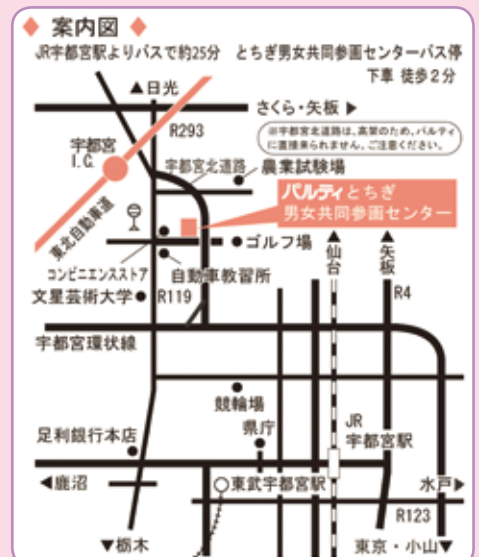 ◆ 案内図 ◆
JR宇都宮駅よりバスで約25分 とちぎ男女共同参画センターバス停
下車 徒歩2分
▲日光
さくら・矢板 ▶
R293
※宇都宮北道路は、高架のため、パルティ
に直接来られません。ご注意ください。
宇都宮
I.C.
宇都宮北道路
農業試験場
パルティとちぎ
男女共同参画センター
東北自動車道
ゴルフ場
▲仙台
▲矢板
コンビニエンスストア
自動車教習所
R4
文星芸術大学
R119
宇都宮環状線
競輪場
県庁
JR
宇都宮駅
足利銀行本店
◀鹿沼
東武宇都宮駅
水戸▶
R123
▼栃木
東京・小山▼